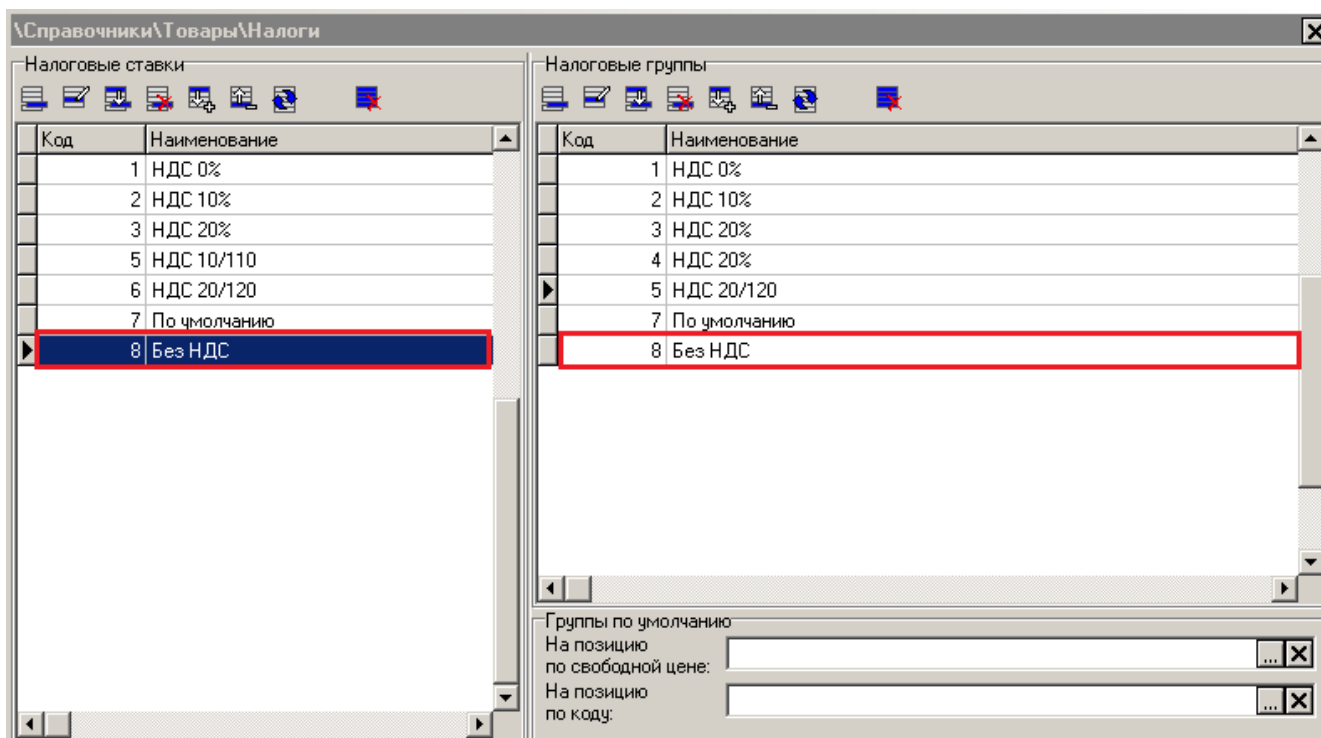 \Справочники\Товары\Налоги
Налоговые ставки
Код Наименование
1 НДС 0%
2 НДС 10%
3 НДС 20%
5 НДС 10/110
6 НДС 20/120
7 По умолчанию
8 Без НДС
Налоговые группы
Код Наименование
1 НДС 0%
2 НДС 10%
3 НДС 20%
4 НДС 20%
5 НДС 20/120
7 По умолчанию
8 Без НДС
Группы по умолчанию
На позицию
по свободной цене:
...
На позицию
по коду:
...